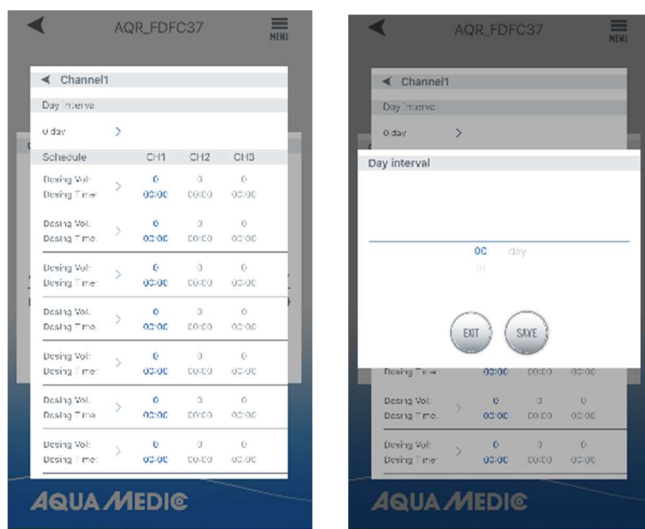 AQR_FDFC37
MENU
Channel1
Day interval
0 day
Schedule CH1 CH2 CH3
Dosing Vol: 0 0 0
Dosing Time: 00:00 00:00 00:00
Dosing Vol: 0 0 0
Dosing Time: 00:00 00:00 00:00
Dosing Vol: 0 0 0
Dosing Time: 00:00 00:00 00:00
Dosing Vol: 0 0 0
Dosing Time: 00:00 00:00 00:00
Dosing Vol: 0 0 0
Dosing Time: 00:00 00:00 00:00
Dosing Vol: 0 0 0
Dosing Time: 00:00 00:00 00:00
Dosing Vol: 0 0 0
Dosing Time: 00:00 00:00 00:00
AQUA MEDIC
AQR_FDFC37
MENU
Channel1
Day interval
0 day
Day interval
00 day
01
EXIT SAVE
Dosing Time: 00:00 00:00 00:00
Dosing Vol: 0 0 0
Dosing Time: 00:00 00:00 00:00
Dosing Vol: 0 0 0
Dosing Time: 00:00 00:00 00:00
AQUA MEDIC